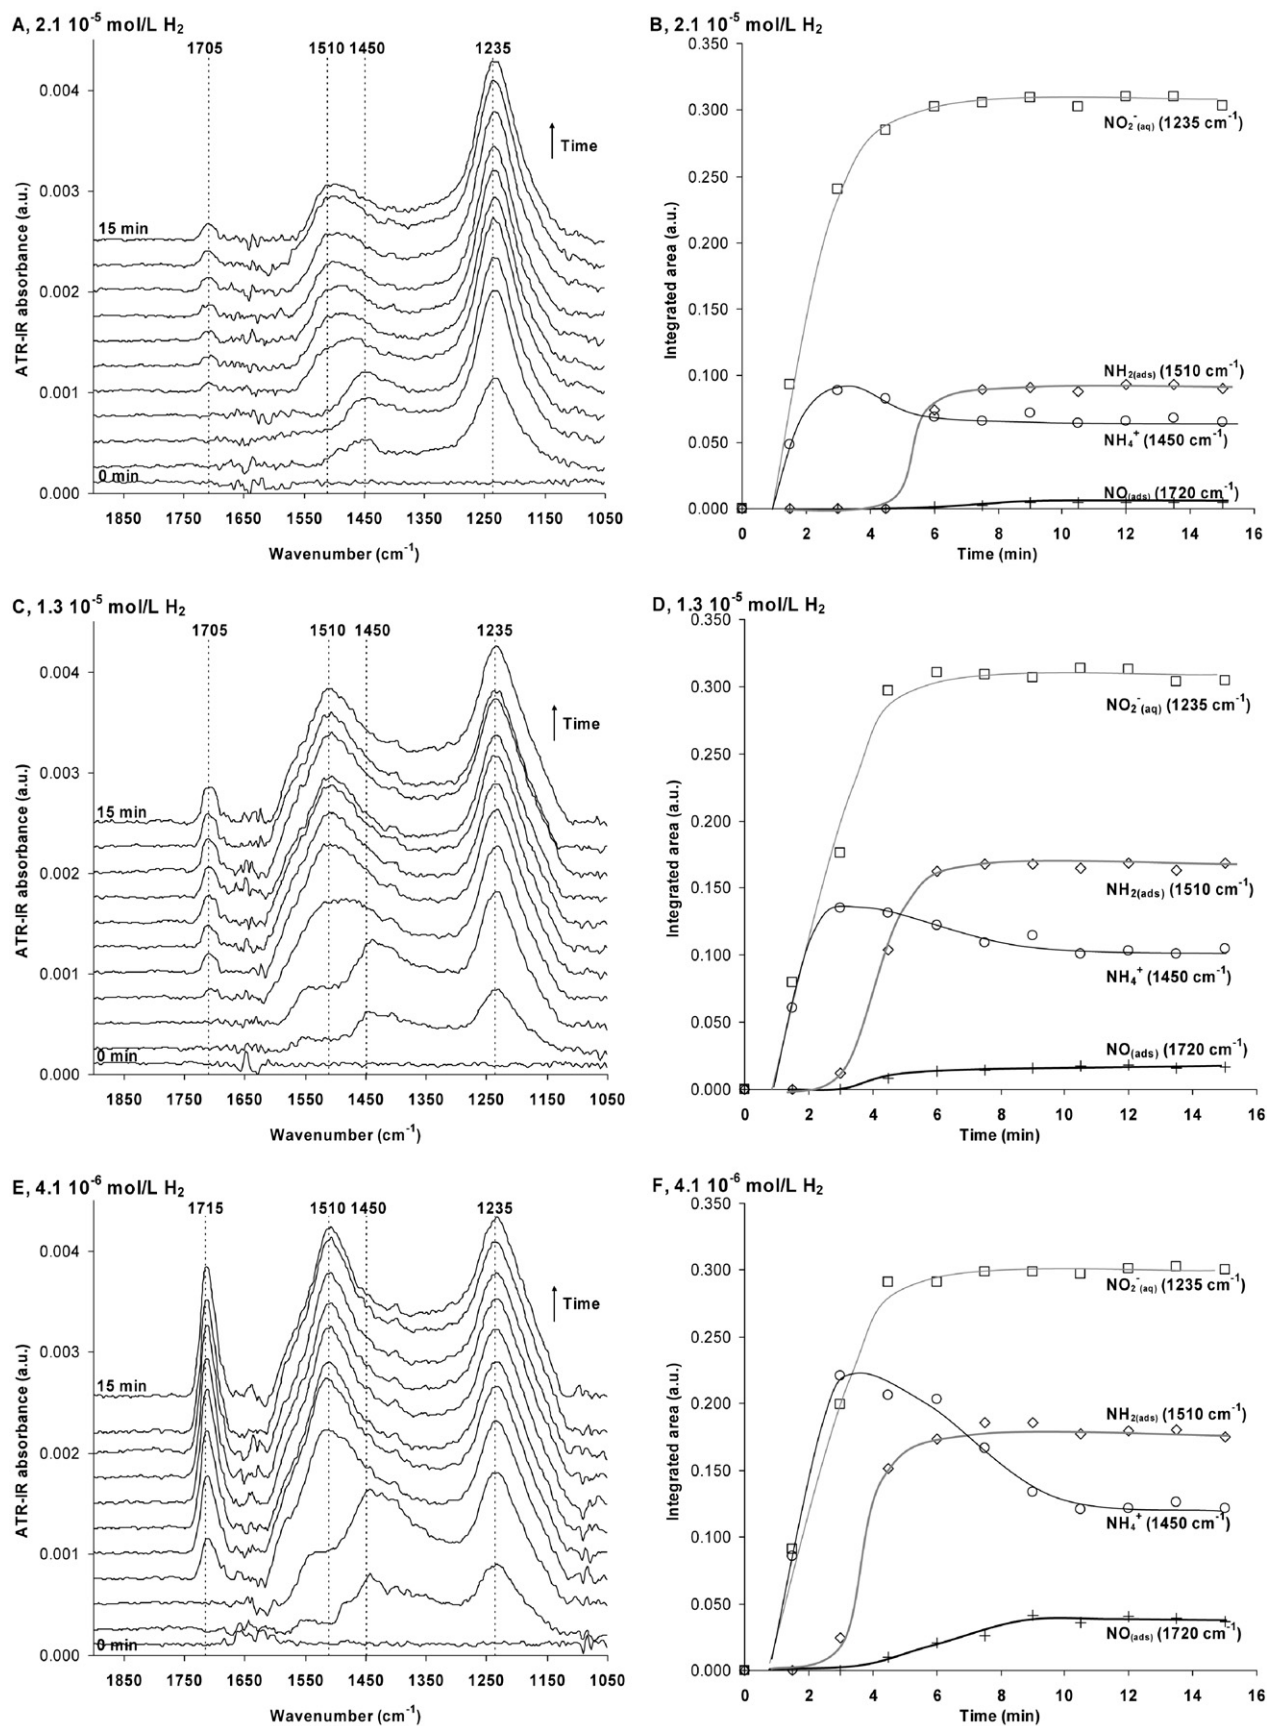 A, 2.1 10⁻⁵ mol/L H₂
1705 1510 1450 1235
0.004
0.003
0.002
0.001
0.000
ATR-IR absorbance (a.u.)
Time
15 min
0 min
1850 1750 1650 1550 1450 1350 1250 1150 1050
Wavenumber (cm⁻¹)
B, 2.1 10⁻⁵ mol/L H₂
0.350
0.300
0.250
0.200
0.150
0.100
0.050
0.000
Integrated area (a.u.)
NO₂⁻(aq) (1235 cm⁻¹)
NH₂(ads) (1510 cm⁻¹)
NH₄⁺ (1450 cm⁻¹)
NO(ads) (1720 cm⁻¹)
0 2 4 6 8 10 12 14 16
Time (min)
C, 1.3 10⁻⁵ mol/L H₂
1705 1510 1450 1235
0.004
0.003
0.002
0.001
0.000
ATR-IR absorbance (a.u.)
Time
15 min
0 min
1850 1750 1650 1550 1450 1350 1250 1150 1050
Wavenumber (cm⁻¹)
D, 1.3 10⁻⁵ mol/L H₂
0.350
0.300
0.250
0.200
0.150
0.100
0.050
0.000
Integrated area (a.u.)
NO₂⁻(aq) (1235 cm⁻¹)
NH₂(ads) (1510 cm⁻¹)
NH₄⁺ (1450 cm⁻¹)
NO(ads) (1720 cm⁻¹)
0 2 4 6 8 10 12 14 16
Time (min)
E, 4.1 10⁻⁶ mol/L H₂
1715 1510 1450 1235
0.004
0.003
0.002
0.001
0.000
ATR-IR absorbance (a.u.)
Time
15 min
0 min
1850 1750 1650 1550 1450 1350 1250 1150 1050
Wavenumber (cm⁻¹)
F, 4.1 10⁻⁶ mol/L H₂
0.350
0.300
0.250
0.200
0.150
0.100
0.050
0.000
Integrated area (a.u.)
NO₂⁻(aq) (1235 cm⁻¹)
NH₂(ads) (1510 cm⁻¹)
NH₄⁺ (1450 cm⁻¹)
NO(ads) (1720 cm⁻¹)
0 2 4 6 8 10 12 14 16
Time (min)